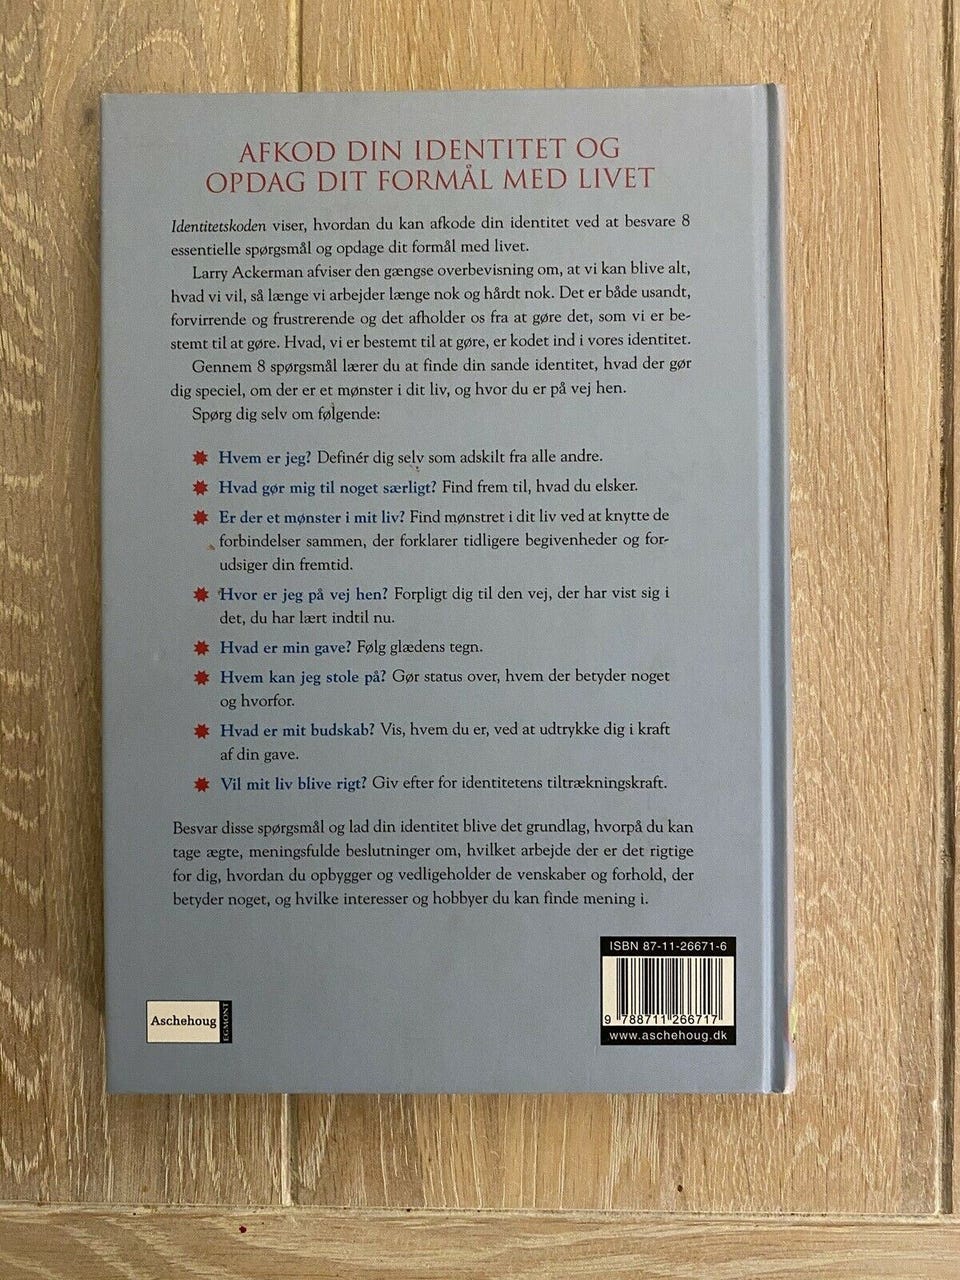 AFKOD DIN IDENTITET OG
OPDAG DIT FORMÅL MED LIVET
Identitetskoden viser, hvordan du kan afkode din identitet ved at besvare 8
essentielle spørgsmål og opdage dit formål med livet.
Larry Ackerman afviser den gængse overbevisning om, at vi kan blive alt,
hvad vi vil, så længe vi arbejder længe nok og hårdt nok. Det er både usandt,
forvirrende og frustrerende og det afholder os fra at gøre det, som vi er be-
stemt til at gøre. Hvad, vi er bestemt til at gøre, er kodet ind i vores identitet.
Gennem 8 spørgsmål lærer du at finde din sande identitet, hvad der gør
dig speciel, om der er et mønster i dit liv, og hvor du er på vej hen.
Spørg dig selv om følgende:
Hvem er jeg? Definér dig selv som adskilt fra alle andre.
Hvad gør mig til noget særligt? Find frem til, hvad du elsker.
Er der et mønster i mit liv? Find mønstret i dit liv ved at knytte de
forbindelser sammen, der forklarer tidligere begivenheder og for-
udsiger din fremtid.
Hvor er jeg på vej hen? Forpligt dig til den vej, der har vist sig i
det, du har lært indtil nu.
Hvad er min gave? Følg glædens tegn.
Hvem kan jeg stole på? Gør status over, hvem der betyder noget
og hvorfor.
Hvad er mit budskab? Vis, hvem du er, ved at udtrykke dig i kraft
af din gave.
Vil mit liv blive rigt? Giv efter for identitetens tiltrækningskraft.
Besvar disse spørgsmål og lad din identitet blive det grundlag, hvorpå du kan
tage ægte, meningsfulde beslutninger om, hvilket arbejde der er det rigtige
for dig, hvordan du opbygger og vedligeholder de venskaber og forhold, der
betyder noget, og hvilke interesser og hobbyer du kan finde mening i.
ISBN 87-11-26671-6
9 788711 266717
www.aschehoug.dk
Aschehoug
EGMONT